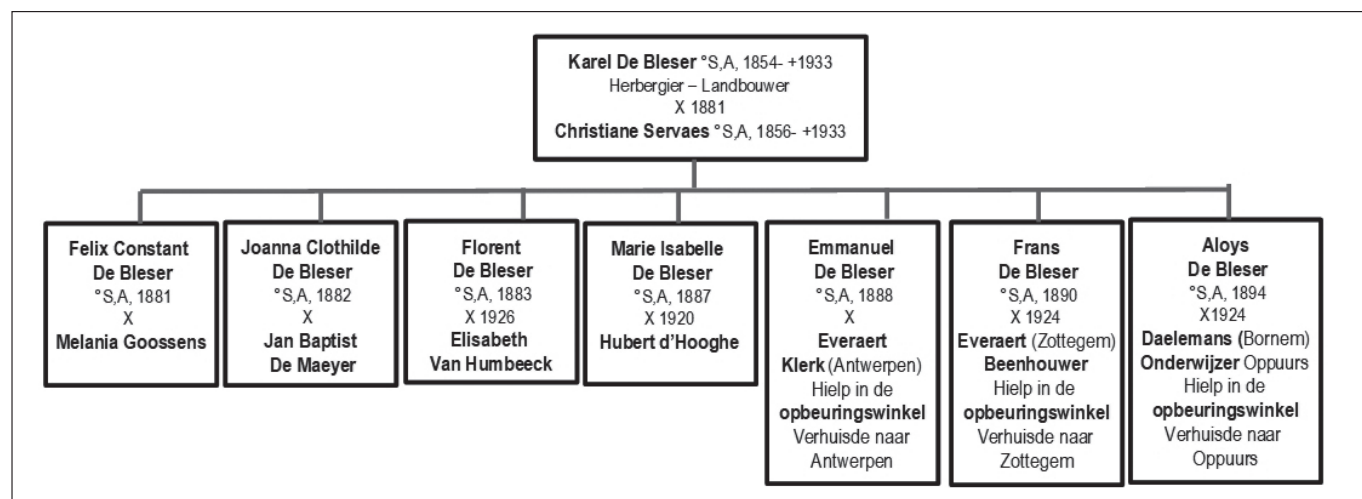 Karel De Bleser °S,A, 1854- +1933
Herbergier – Landbouwer
X 1881
Christiane Servaes °S,A, 1856- +1933
Felix Constant
De Bleser
°S,A, 1881
X
Melania Goossens
Joanna Clothilde
De Bleser
°S,A, 1882
X
Jan Baptist
De Maeyer
Florent
De Bleser
°S,A, 1883
X 1926
Elisabeth
Van Humbeeck
Marie Isabelle
De Bleser
°S,A, 1887
X 1920
Hubert d'Hooghe
Emmanuel
De Bleser
°S,A, 1888
X
Everaert
Klerk (Antwerpen)
Hielp in de
opbeuringswinkel
Verhuisde naar
Antwerpen
Frans
De Bleser
°S,A, 1890
X 1924
Everaert (Zottegem)
Beenhouwer
Hielp in de
opbeuringswinkel
Verhuisde naar
Zottegem
Aloys
De Bleser
°S,A, 1894
X1924
Daelemans (Bornem)
Onderwijzer Oppuurs
Hielp in de
opbeuringswinkel
Verhuisde naar
Oppuurs